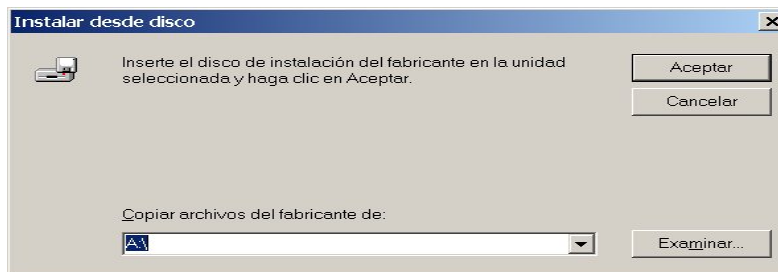 Instalar desde disco
Inserte el disco de instalación del fabricante en la unidad
seleccionada y haga clic en Aceptar.
Aceptar
Cancelar
Copiar archivos del fabricante de:
A:\
Examinar...